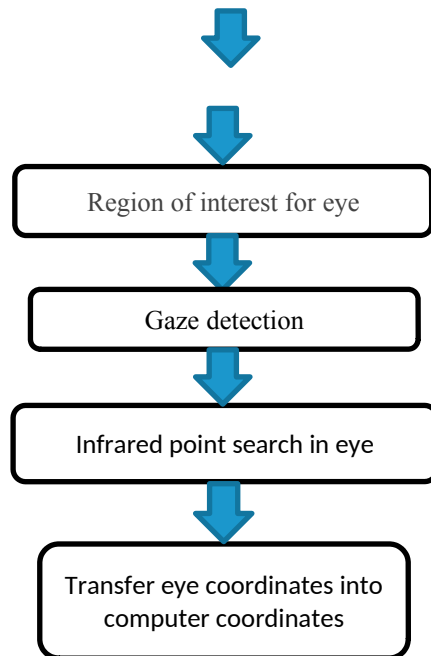 Region of interest for eye
Gaze detection
Infrared point search in eye
Transfer eye coordinates into
computer coordinates